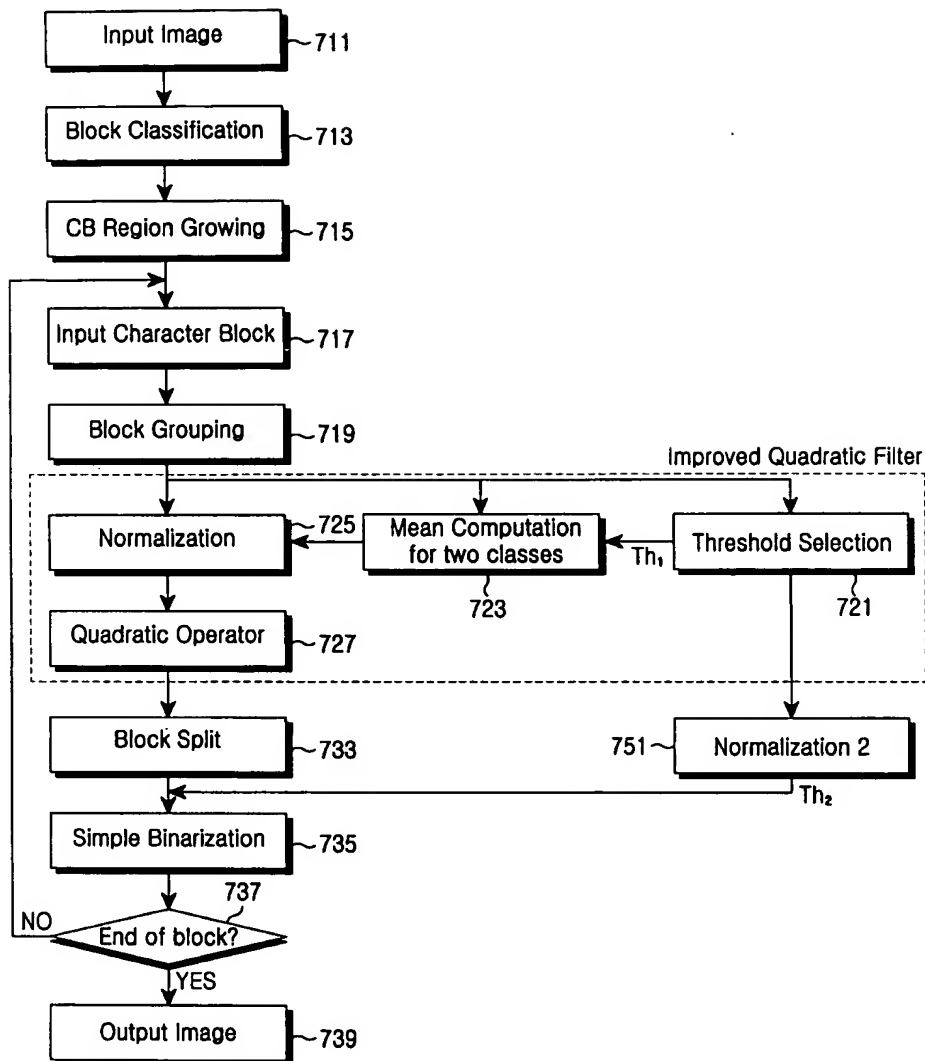 Input Image
711
Block Classification
713
CB Region Growing
715
Input Character Block
717
Block Grouping
719
Improved Quadratic Filter
Normalization
725
Mean Computation
for two classes
723
Th₁
Threshold Selection
721
Quadratic Operator
727
Block Split
733
751
Normalization 2
Th₂
Simple Binarization
735
737
NO
End of block?
YES
Output Image
739